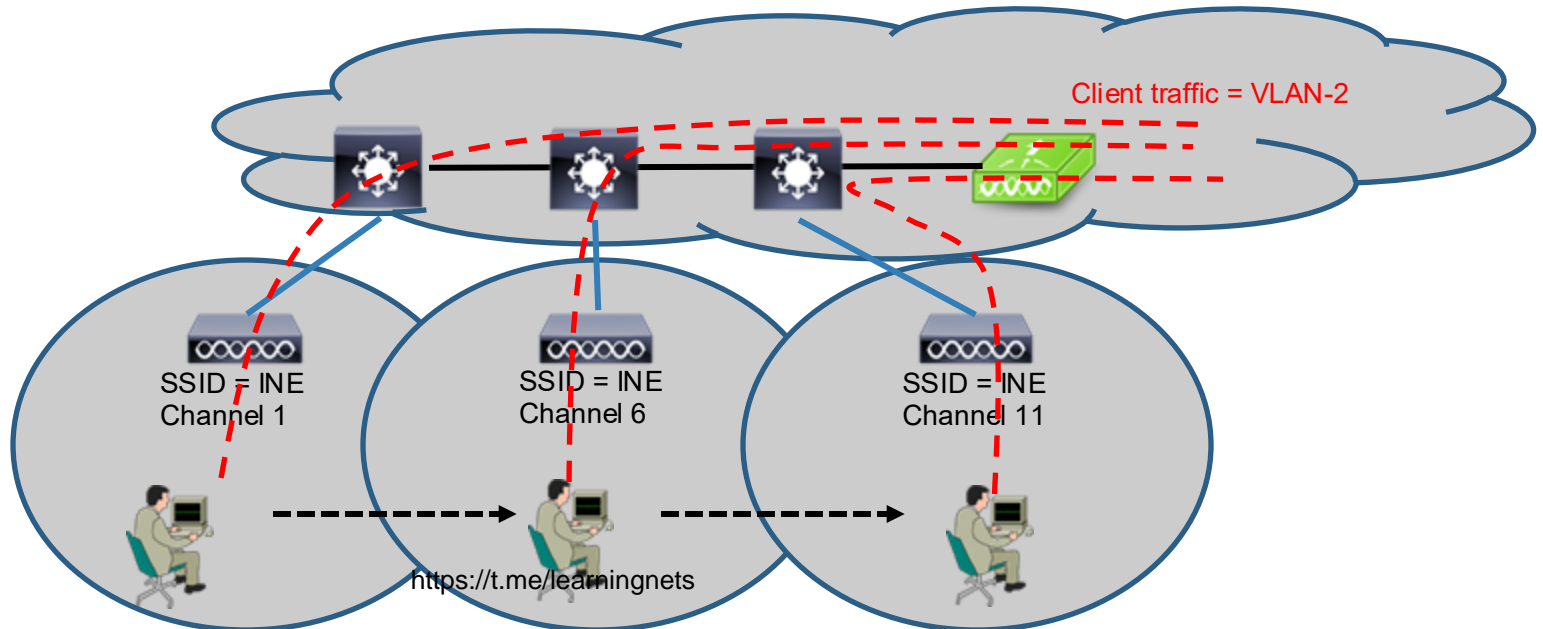 Client traffic = VLAN-2
SSID = INE
Channel 1
SSID = INE
Channel 6
SSID = INE
Channel 11
https://t.me/learningnets